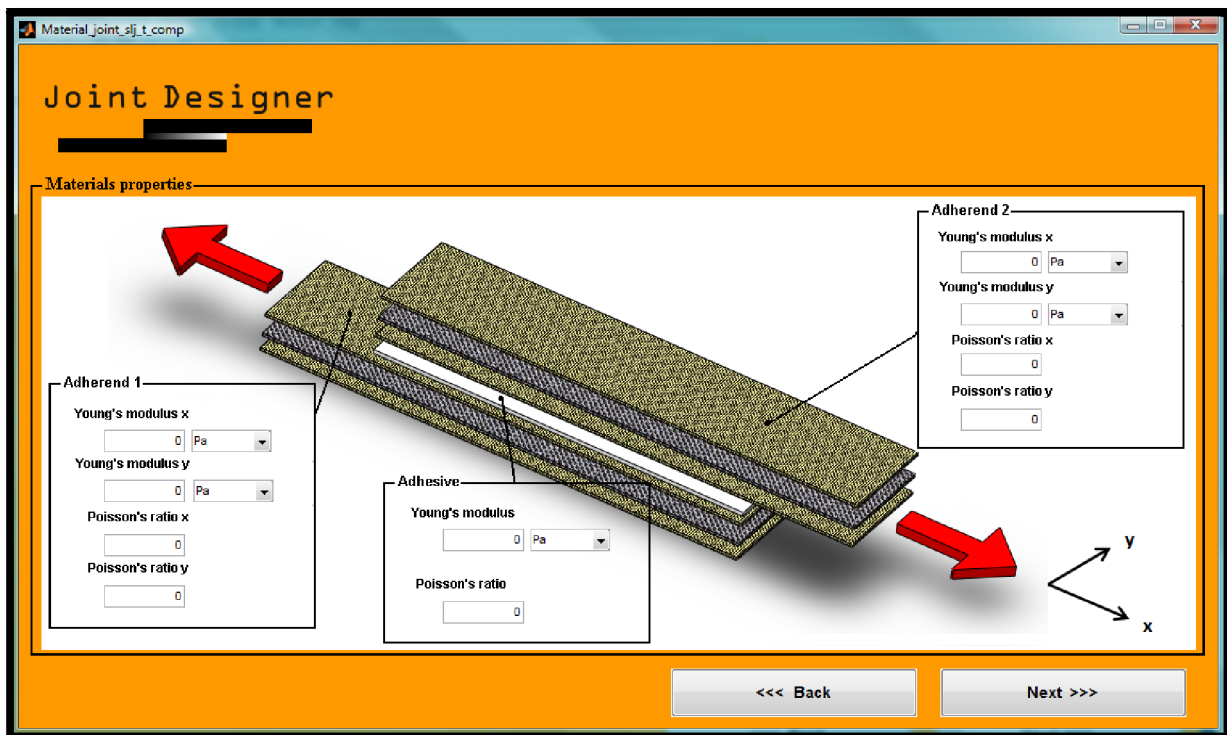 Material_joint_slj_t_comp
Joint Designer
Materials properties
Adherend 2
Young's modulus x
0 Pa
Young's modulus y
0 Pa
Poisson's ratio x
0
Poisson's ratio y
0
Adherend 1
Young's modulus x
0 Pa
Young's modulus y
0 Pa
Poisson's ratio x
0
Poisson's ratio y
0
Adhesive
Young's modulus
0 Pa
Poisson's ratio
0
y
x
<<< Back
Next >>>